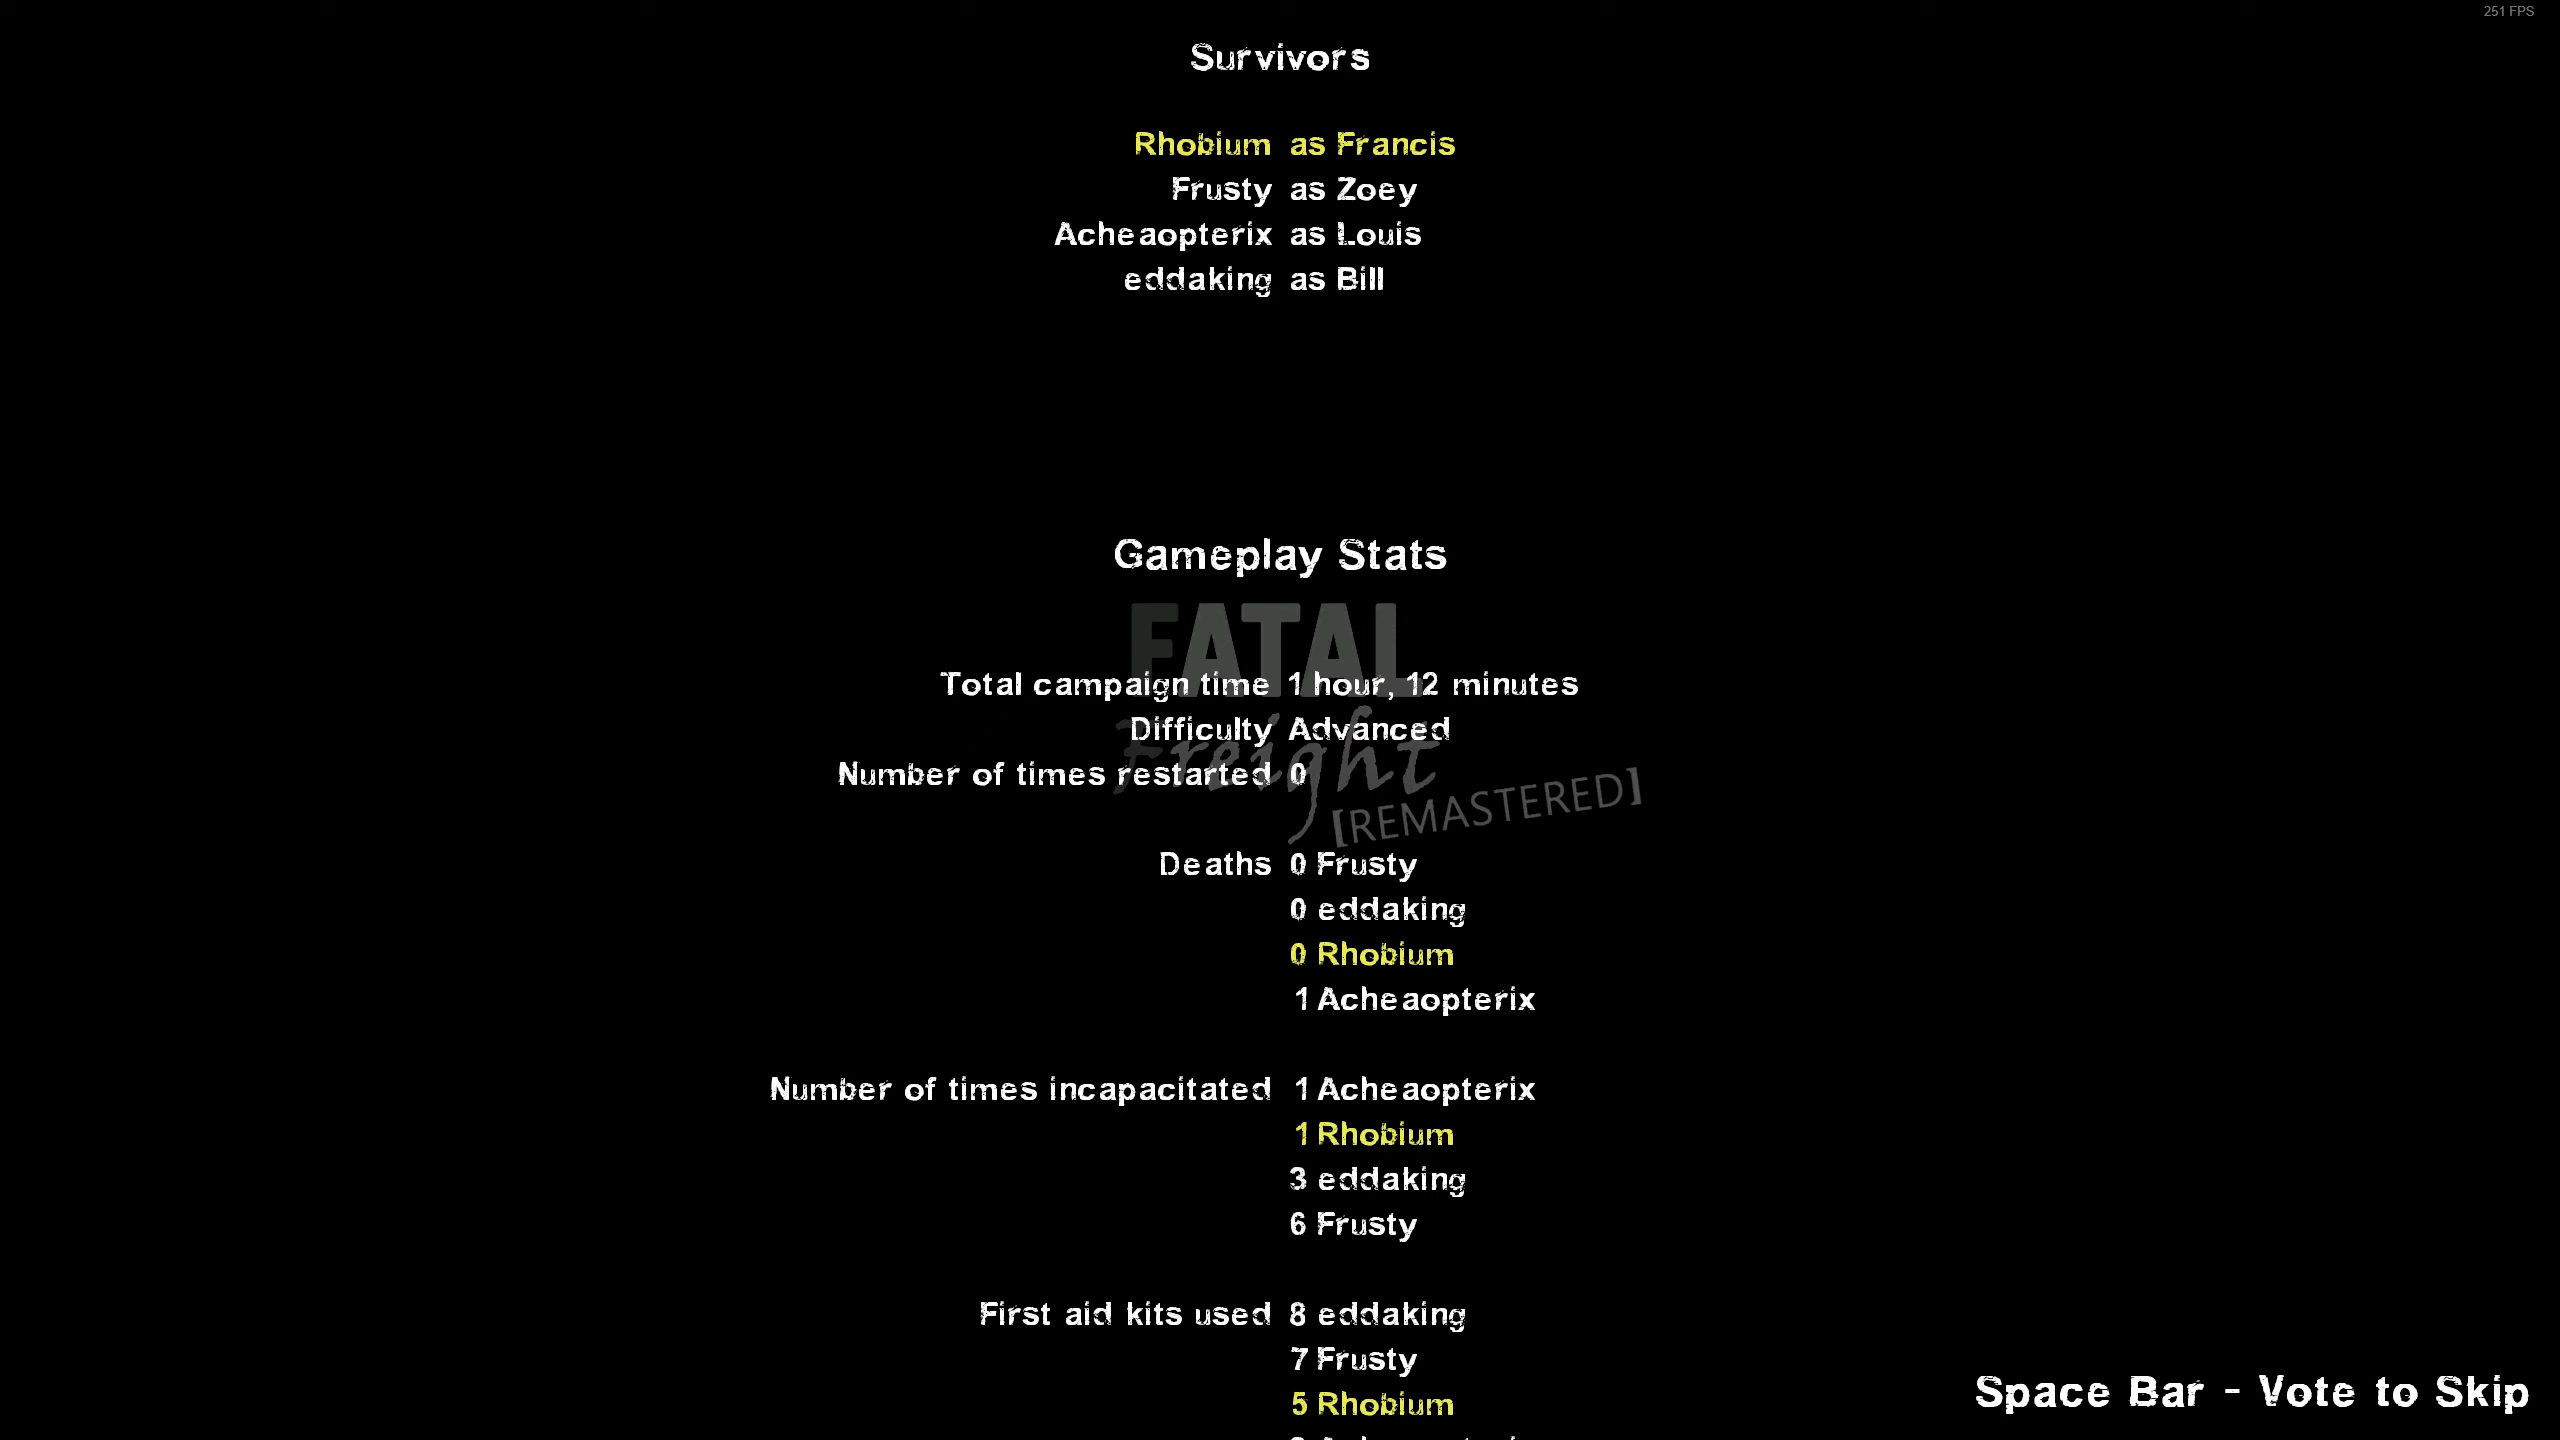 251 FPS
Survivors
Rhobium as Francis
Frusty as Zoey
Acheaopterix as Louis
eddaking as Bill
Gameplay Stats
FATAL
Freight
[REMASTERED]
Total campaign time 1 hour, 12 minutes
Difficulty Advanced
Number of times restarted 0
Deaths 0 Frusty
0 eddaking
0 Rhobium
1 Acheaopterix
Number of times incapacitated 1 Acheaopterix
1 Rhobium
3 eddaking
6 Frusty
First aid kits used 8 eddaking
7 Frusty
5 Rhobium
Space Bar - Vote to Skip